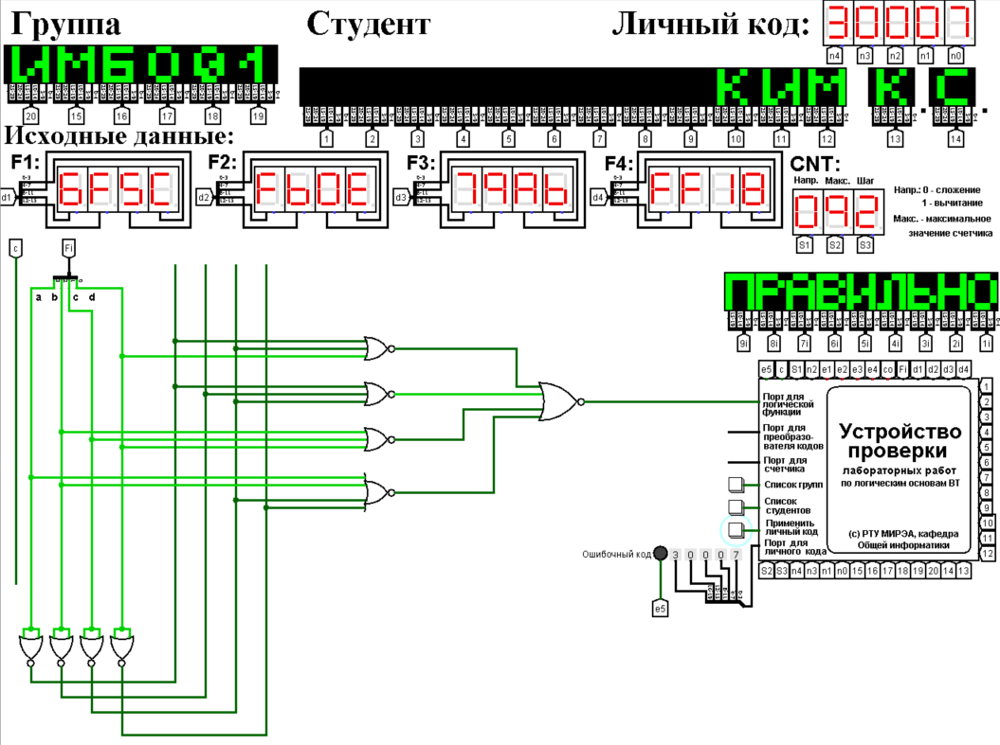 Группа Студент Личный код: 30007
n4 n3 n2 n1 n0
ИМБО01 КИМ К. С.
20 15 16 17 18 19
1 2 3 4 5 6 7 8 9 10 11 12 13 14
Исходные данные:
F1: 6F5C F2: Fb0E F3: 79Ab F4: FF18 CNT:
Напр. Макс. Шаг
092
d1 d2 d3 d4
S1 S2 S3
Напр.: 0 - сложение
1 - вычитание
Макс. - максимальное
значение счетчика
c Fi
a b c d
ПРАВИЛЬНО
9i 8i 7i 6i 5i 4i 3i 2i 1i
e5 c S1 n2 e1 e2 e3 e4 co Fi d1 d2 d3 d4
Порт для
логической
функции
Порт для
преобразо-
вателя кодов
Порт для
счетчика
Список групп
Список
студентов
Применить
личный код
Порт для
личного кода
Устройство
проверки
лабораторных работ
по логическим основам ВТ
(c) РТУ МИРЭА, кафедра
Общей информатики
1
2
3
4
5
6
7
8
9
10
11
12
Ошибочный код 3 0 0 0 7
S2 S3 n4 n3 n1 n0 15 16 17 18 19 20 14 13
e5